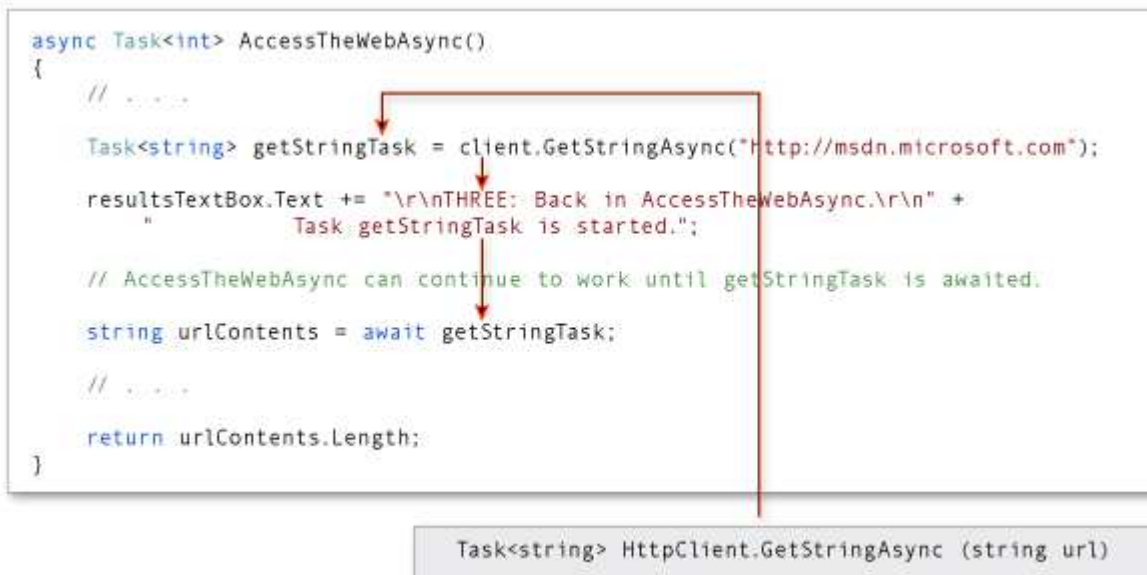 async Task<int> AccessTheWebAsync()
{
// . . .
Task<string> getStringTask = client.GetStringAsync("http://msdn.microsoft.com");
resultsTextBox.Text += "\r\nTHREE: Back in AccessTheWebAsync.\r\n" +
"           Task getStringTask is started.";
// AccessTheWebAsync can continue to work until getStringTask is awaited.
string urlContents = await getStringTask;
// . . .
return urlContents.Length;
}
Task<string> HttpClient.GetStringAsync (string url)